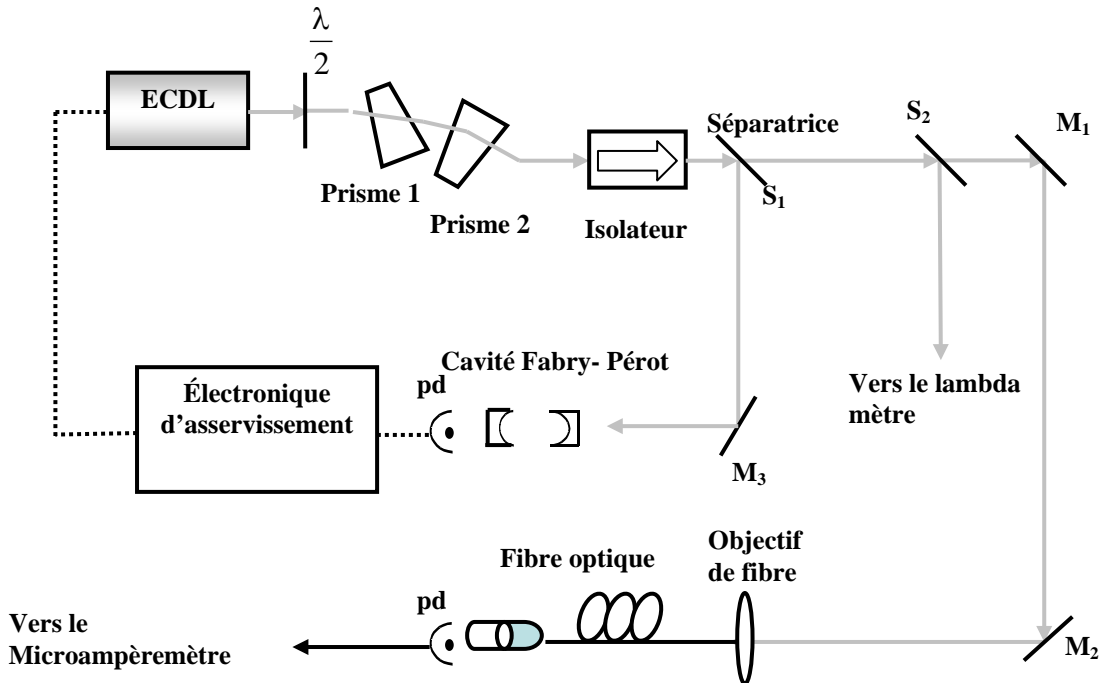 λ/2
ECDL
Prisme 1
Prisme 2
Isolateur
Séparatrice
S₁
S₂
M₁
Cavité Fabry- Pérot
pd
Électronique
d’asservissement
M₃
Vers le lambda
mètre
Fibre optique
Objectif
de fibre
pd
Vers le
Microampèremètre
M₂